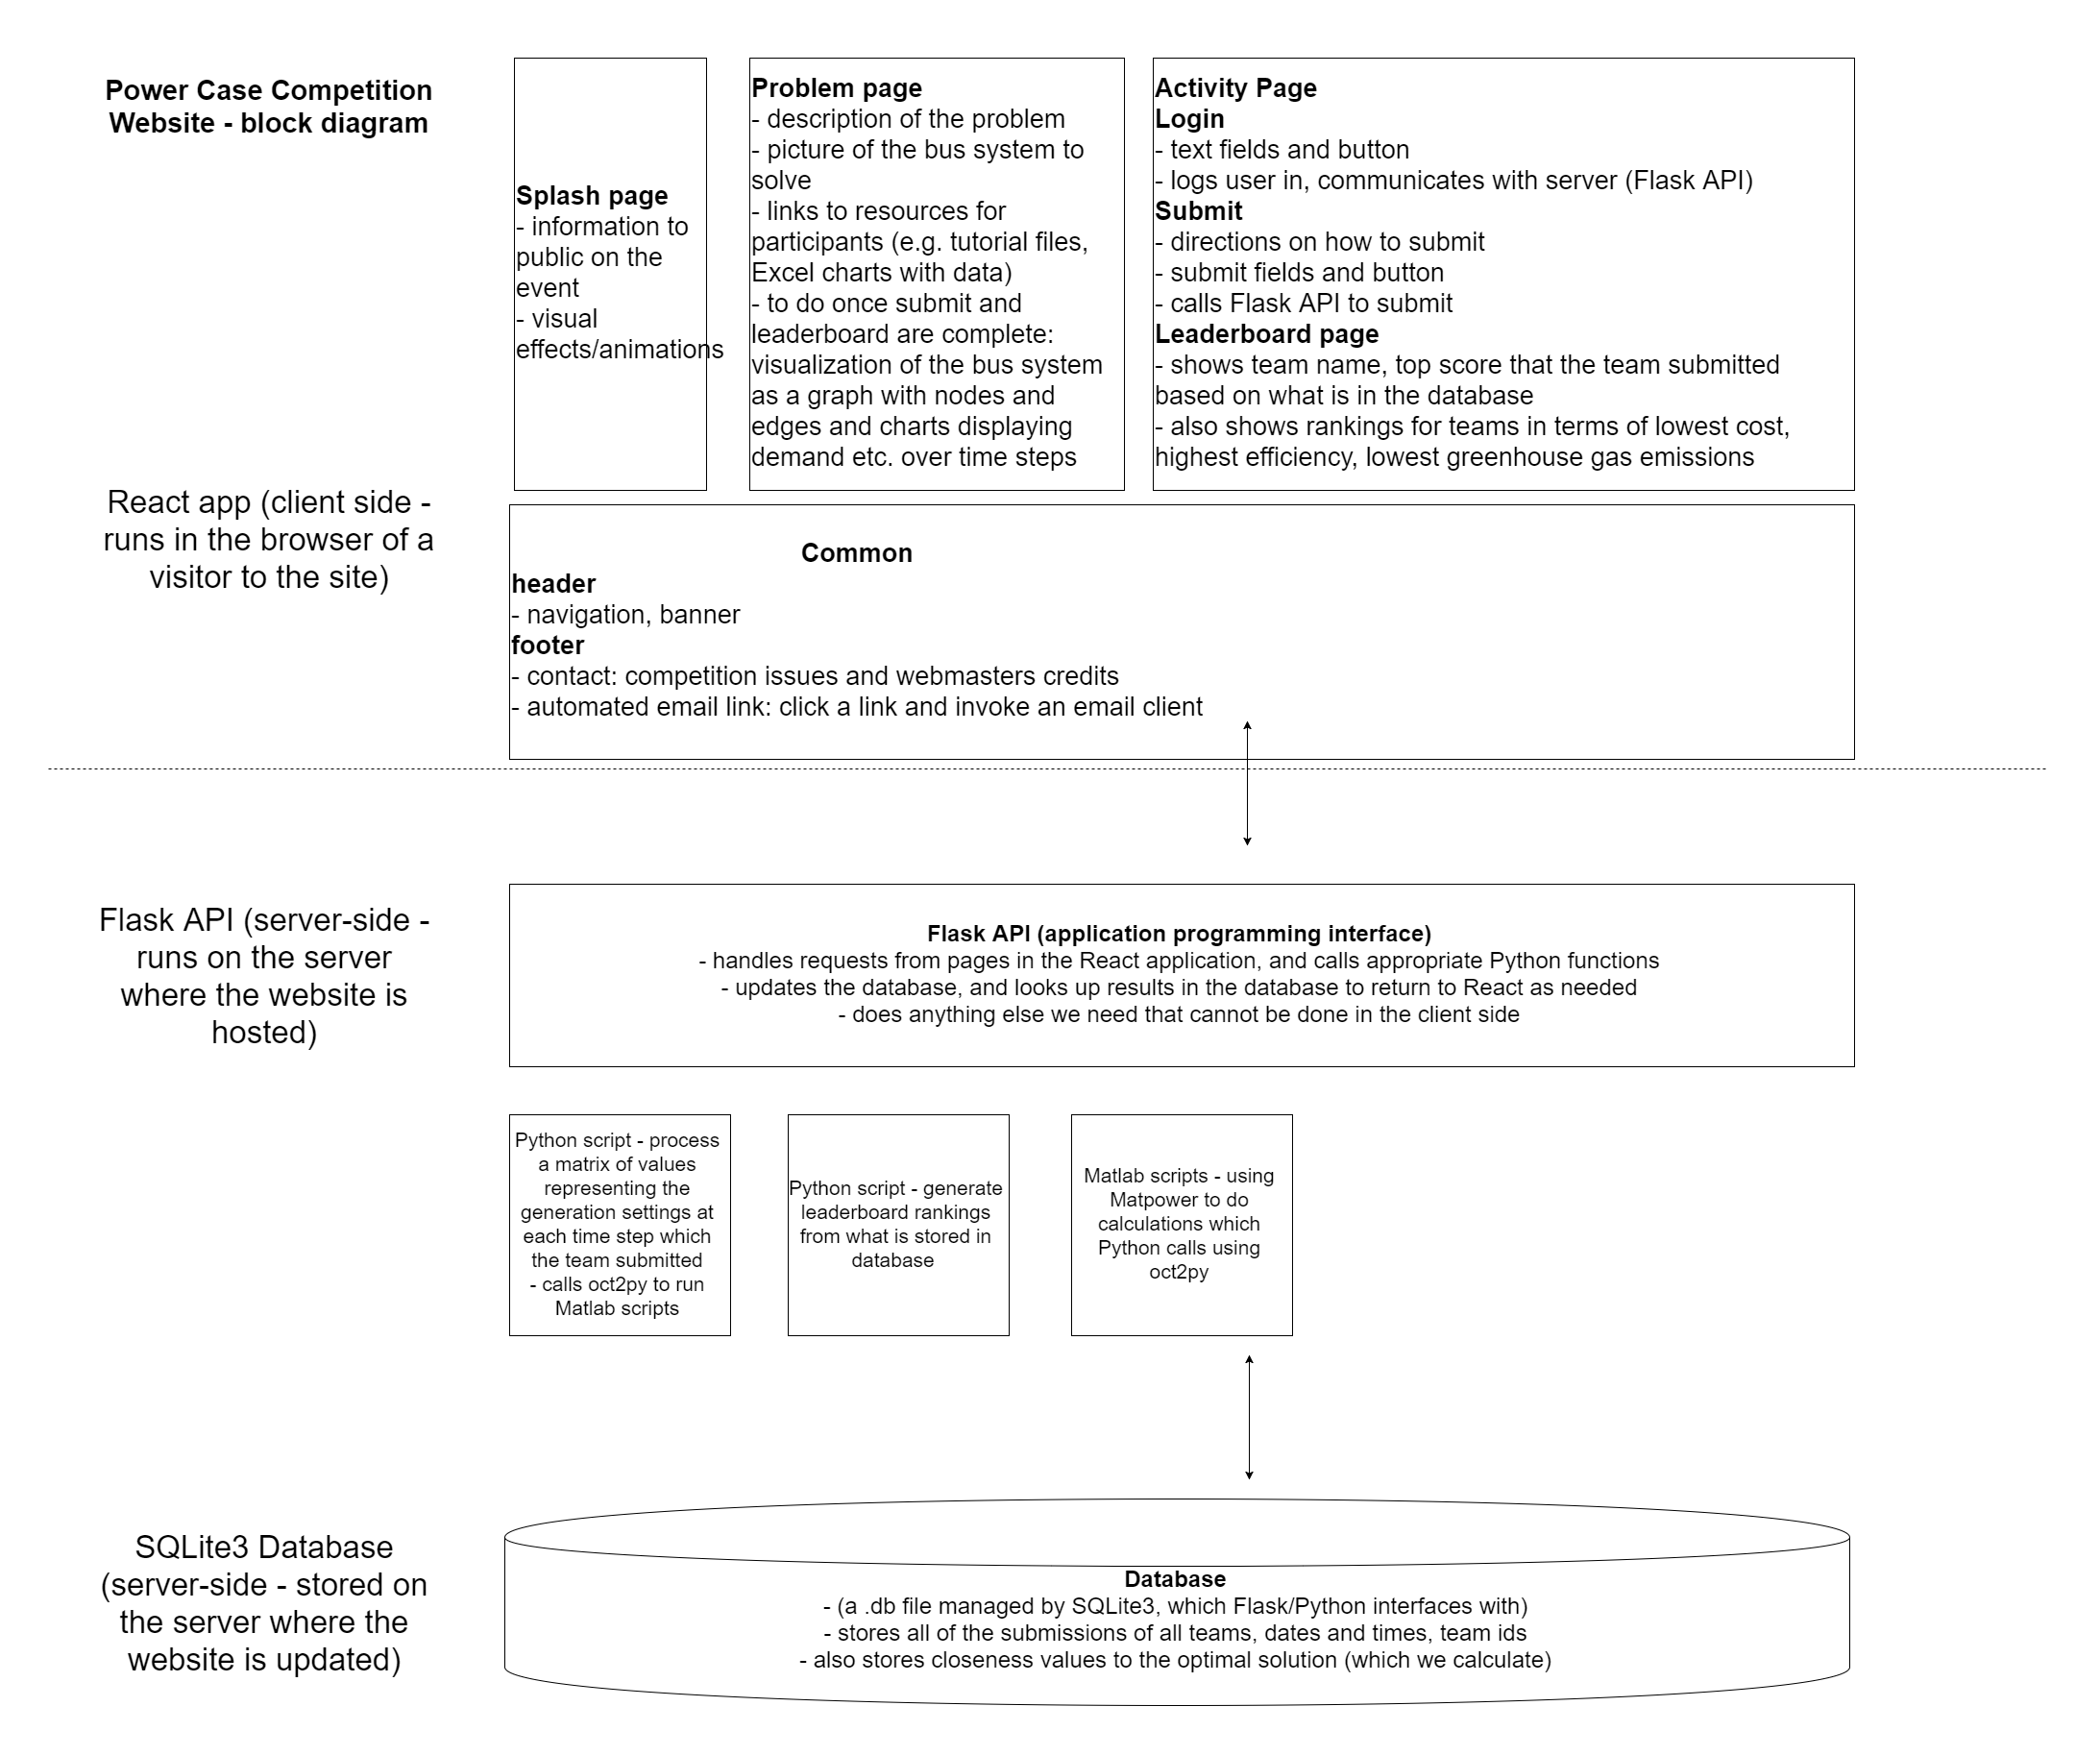 Power Case Competition
Website - block diagram
Splash page
- information to
public on the
event
- visual
effects/animations
Problem page
- description of the problem
- picture of the bus system to
solve
- links to resources for
participants (e.g. tutorial files,
Excel charts with data)
- to do once submit and
leaderboard are complete:
visualization of the bus system
as a graph with nodes and
edges and charts displaying
demand etc. over time steps
Activity Page
Login
- text fields and button
- logs user in, communicates with server (Flask API)
Submit
- directions on how to submit
- submit fields and button
- calls Flask API to submit
Leaderboard page
- shows team name, top score that the team submitted
based on what is in the database
- also shows rankings for teams in terms of lowest cost,
highest efficiency, lowest greenhouse gas emissions
React app (client side -
runs in the browser of a
visitor to the site)
Common
header
- navigation, banner
footer
- contact: competition issues and webmasters credits
- automated email link: click a link and invoke an email client
Flask API (server-side -
runs on the server
where the website is
hosted)
Flask API (application programming interface)
- handles requests from pages in the React application, and calls appropriate Python functions
- updates the database, and looks up results in the database to return to React as needed
- does anything else we need that cannot be done in the client side
Python script - process
a matrix of values
representing the
generation settings at
each time step which
the team submitted
- calls oct2py to run
Matlab scripts
Python script - generate
leaderboard rankings
from what is stored in
database
Matlab scripts - using
Matpower to do
calculations which
Python calls using
oct2py
SQLite3 Database
(server-side - stored on
the server where the
website is updated)
Database
- (a .db file managed by SQLite3, which Flask/Python interfaces with)
- stores all of the submissions of all teams, dates and times, team ids
- also stores closeness values to the optimal solution (which we calculate)